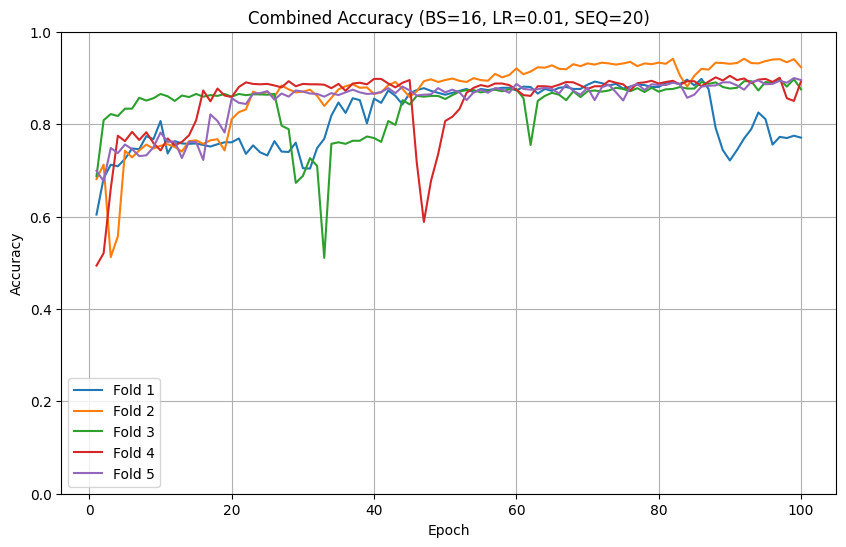 Combined Accuracy (BS=16, LR=0.01, SEQ=20)
1.0
0.8
0.6
0.4
0.2
0.0
Accuracy
Fold 1
Fold 2
Fold 3
Fold 4
Fold 5
0 20 40 60 80 100
Epoch